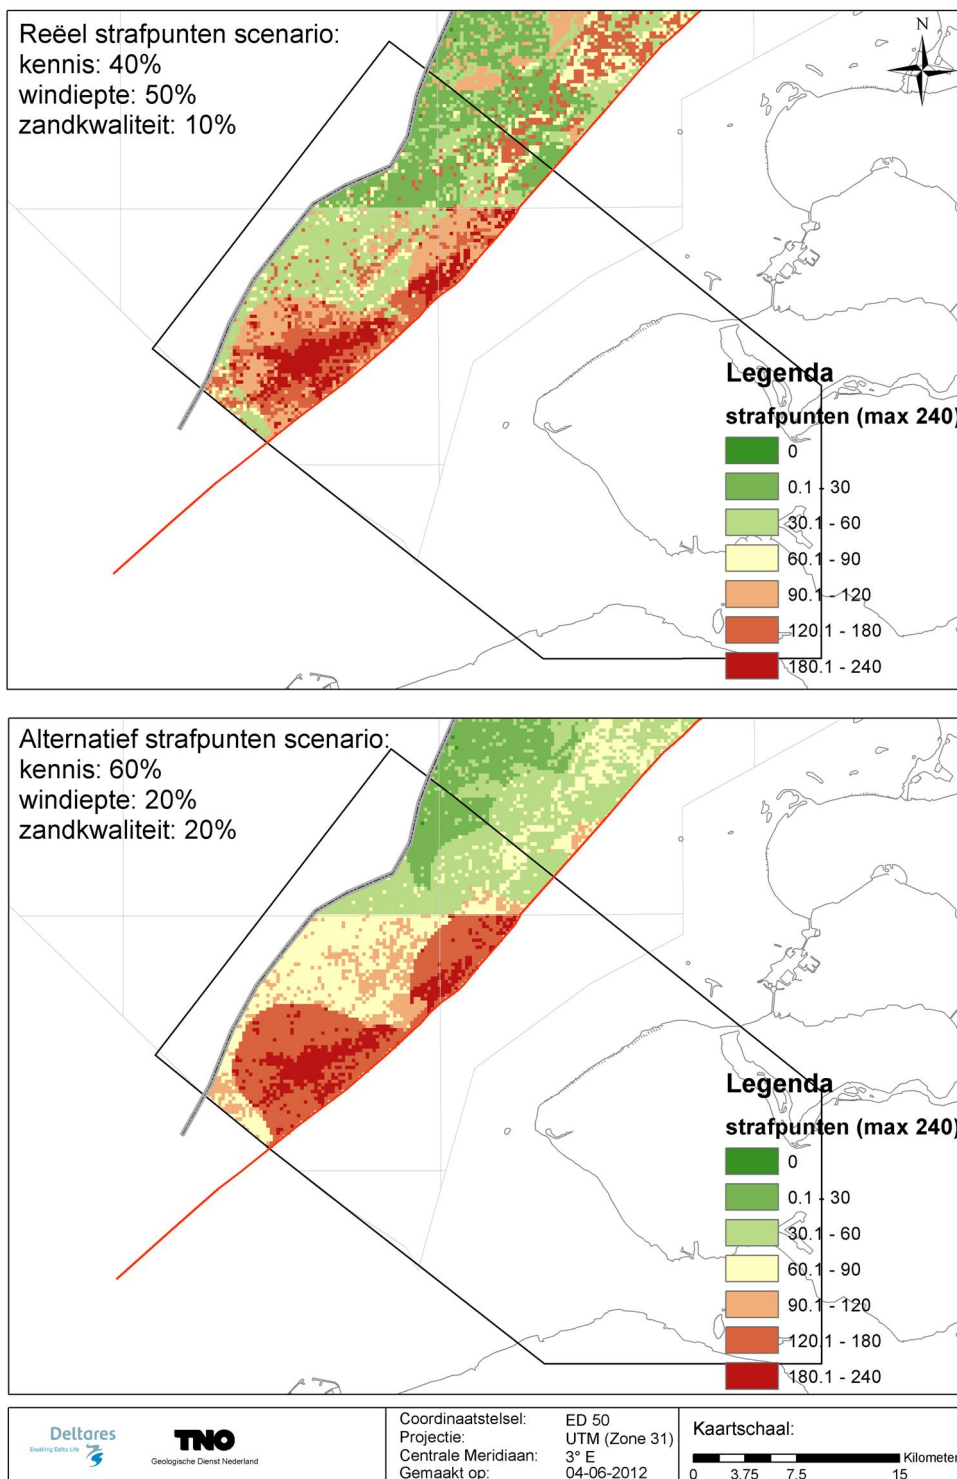 Reëel strafpunten scenario:
kennis: 40%
windiepte: 50%
zandkwaliteit: 10%
N
Legenda
strafpunten (max 240)
0
0.1 - 30
30.1 - 60
60.1 - 90
90.1 - 120
120.1 - 180
180.1 - 240
Alternatief strafpunten scenario:
kennis: 60%
windiepte: 20%
zandkwaliteit: 20%
Legenda
strafpunten (max 240)
0
0.1 - 30
30.1 - 60
60.1 - 90
90.1 - 120
120.1 - 180
180.1 - 240
Deltares
Enabling Delta Life
TNO
Geologische Dienst Nederland
Coordinaatstelsel: ED 50
Projectie: UTM (Zone 31)
Centrale Meridiaan: 3° E
Gemaakt op: 04-06-2012
Kaartschaal:
Kilometer
0 3.75 7.5 15